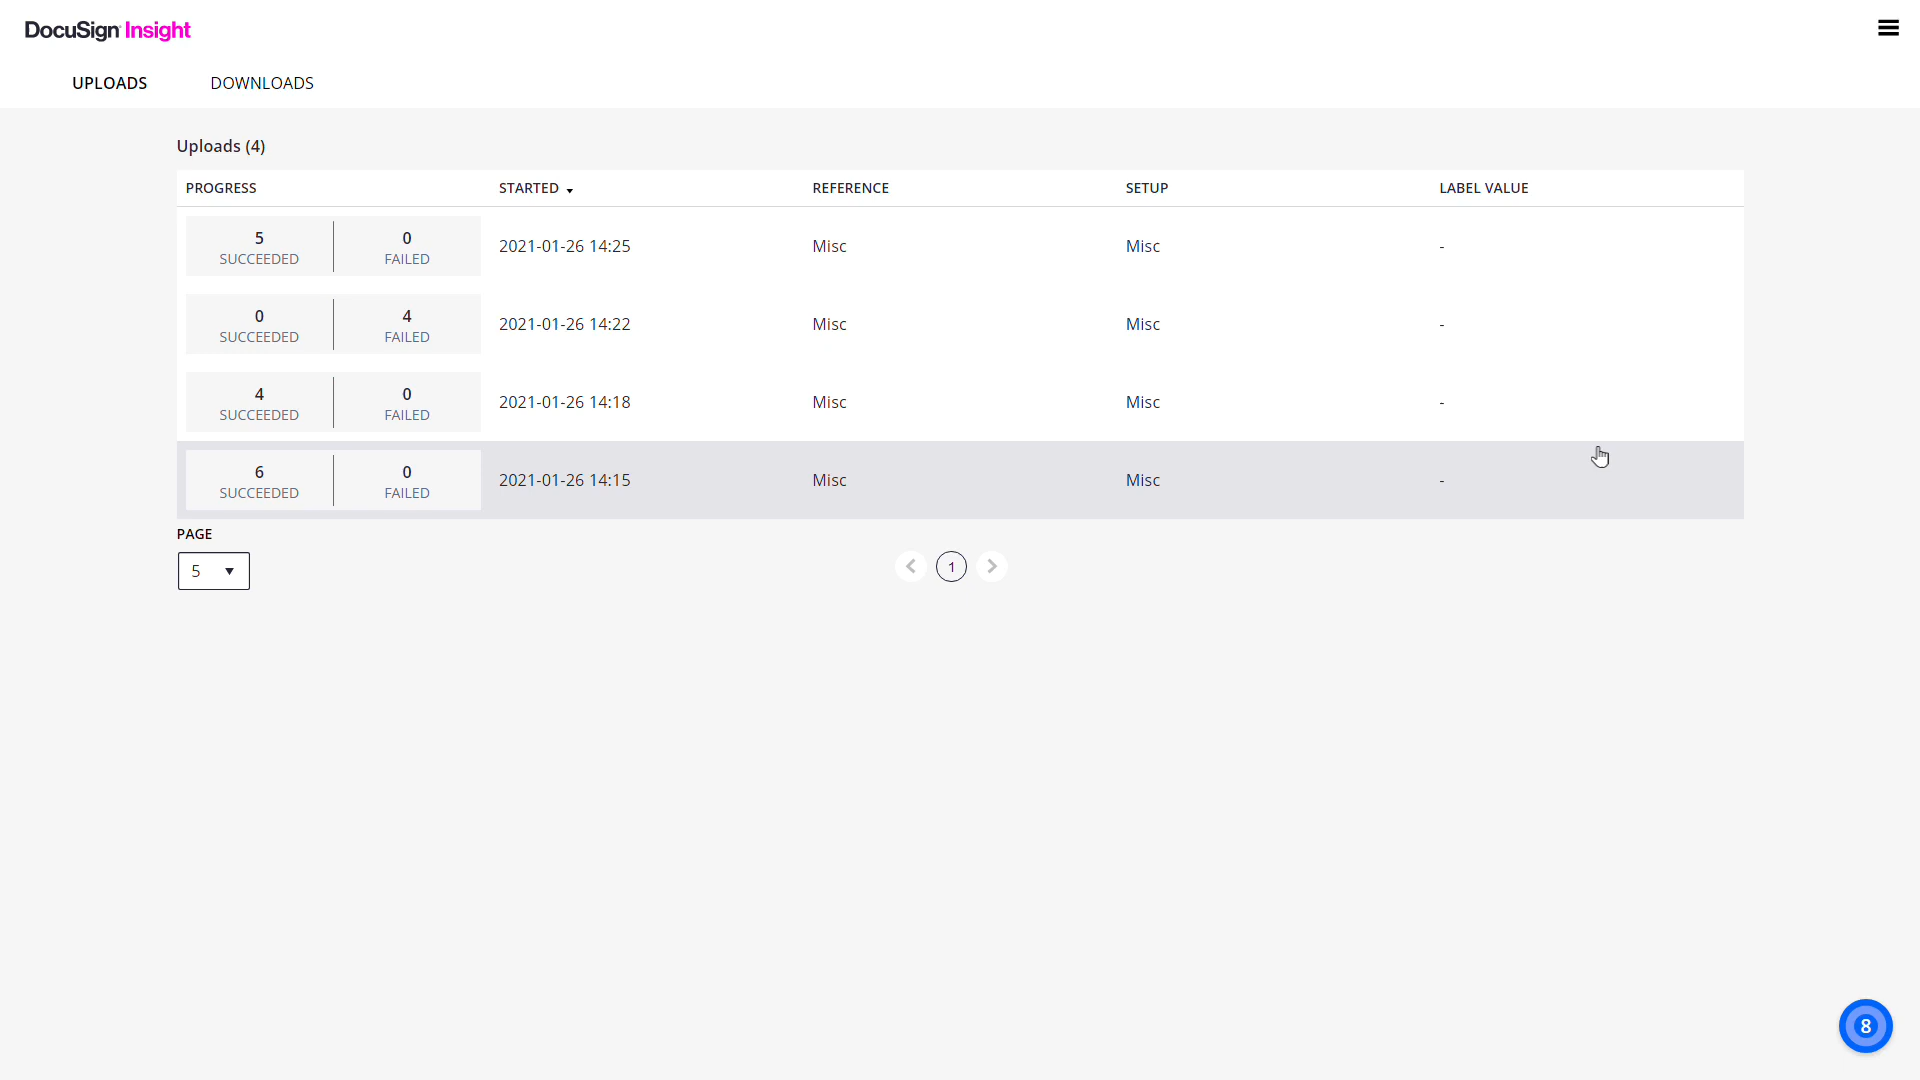 DocuSign Insight
UPLOADS DOWNLOADS
Uploads (4)
PROGRESS STARTED REFERENCE SETUP LABEL VALUE
5 SUCCEEDED 0 FAILED 2021-01-26 14:25 Misc Misc -
0 SUCCEEDED 4 FAILED 2021-01-26 14:22 Misc Misc -
4 SUCCEEDED 0 FAILED 2021-01-26 14:18 Misc Misc -
6 SUCCEEDED 0 FAILED 2021-01-26 14:15 Misc Misc -
PAGE
5 1
8